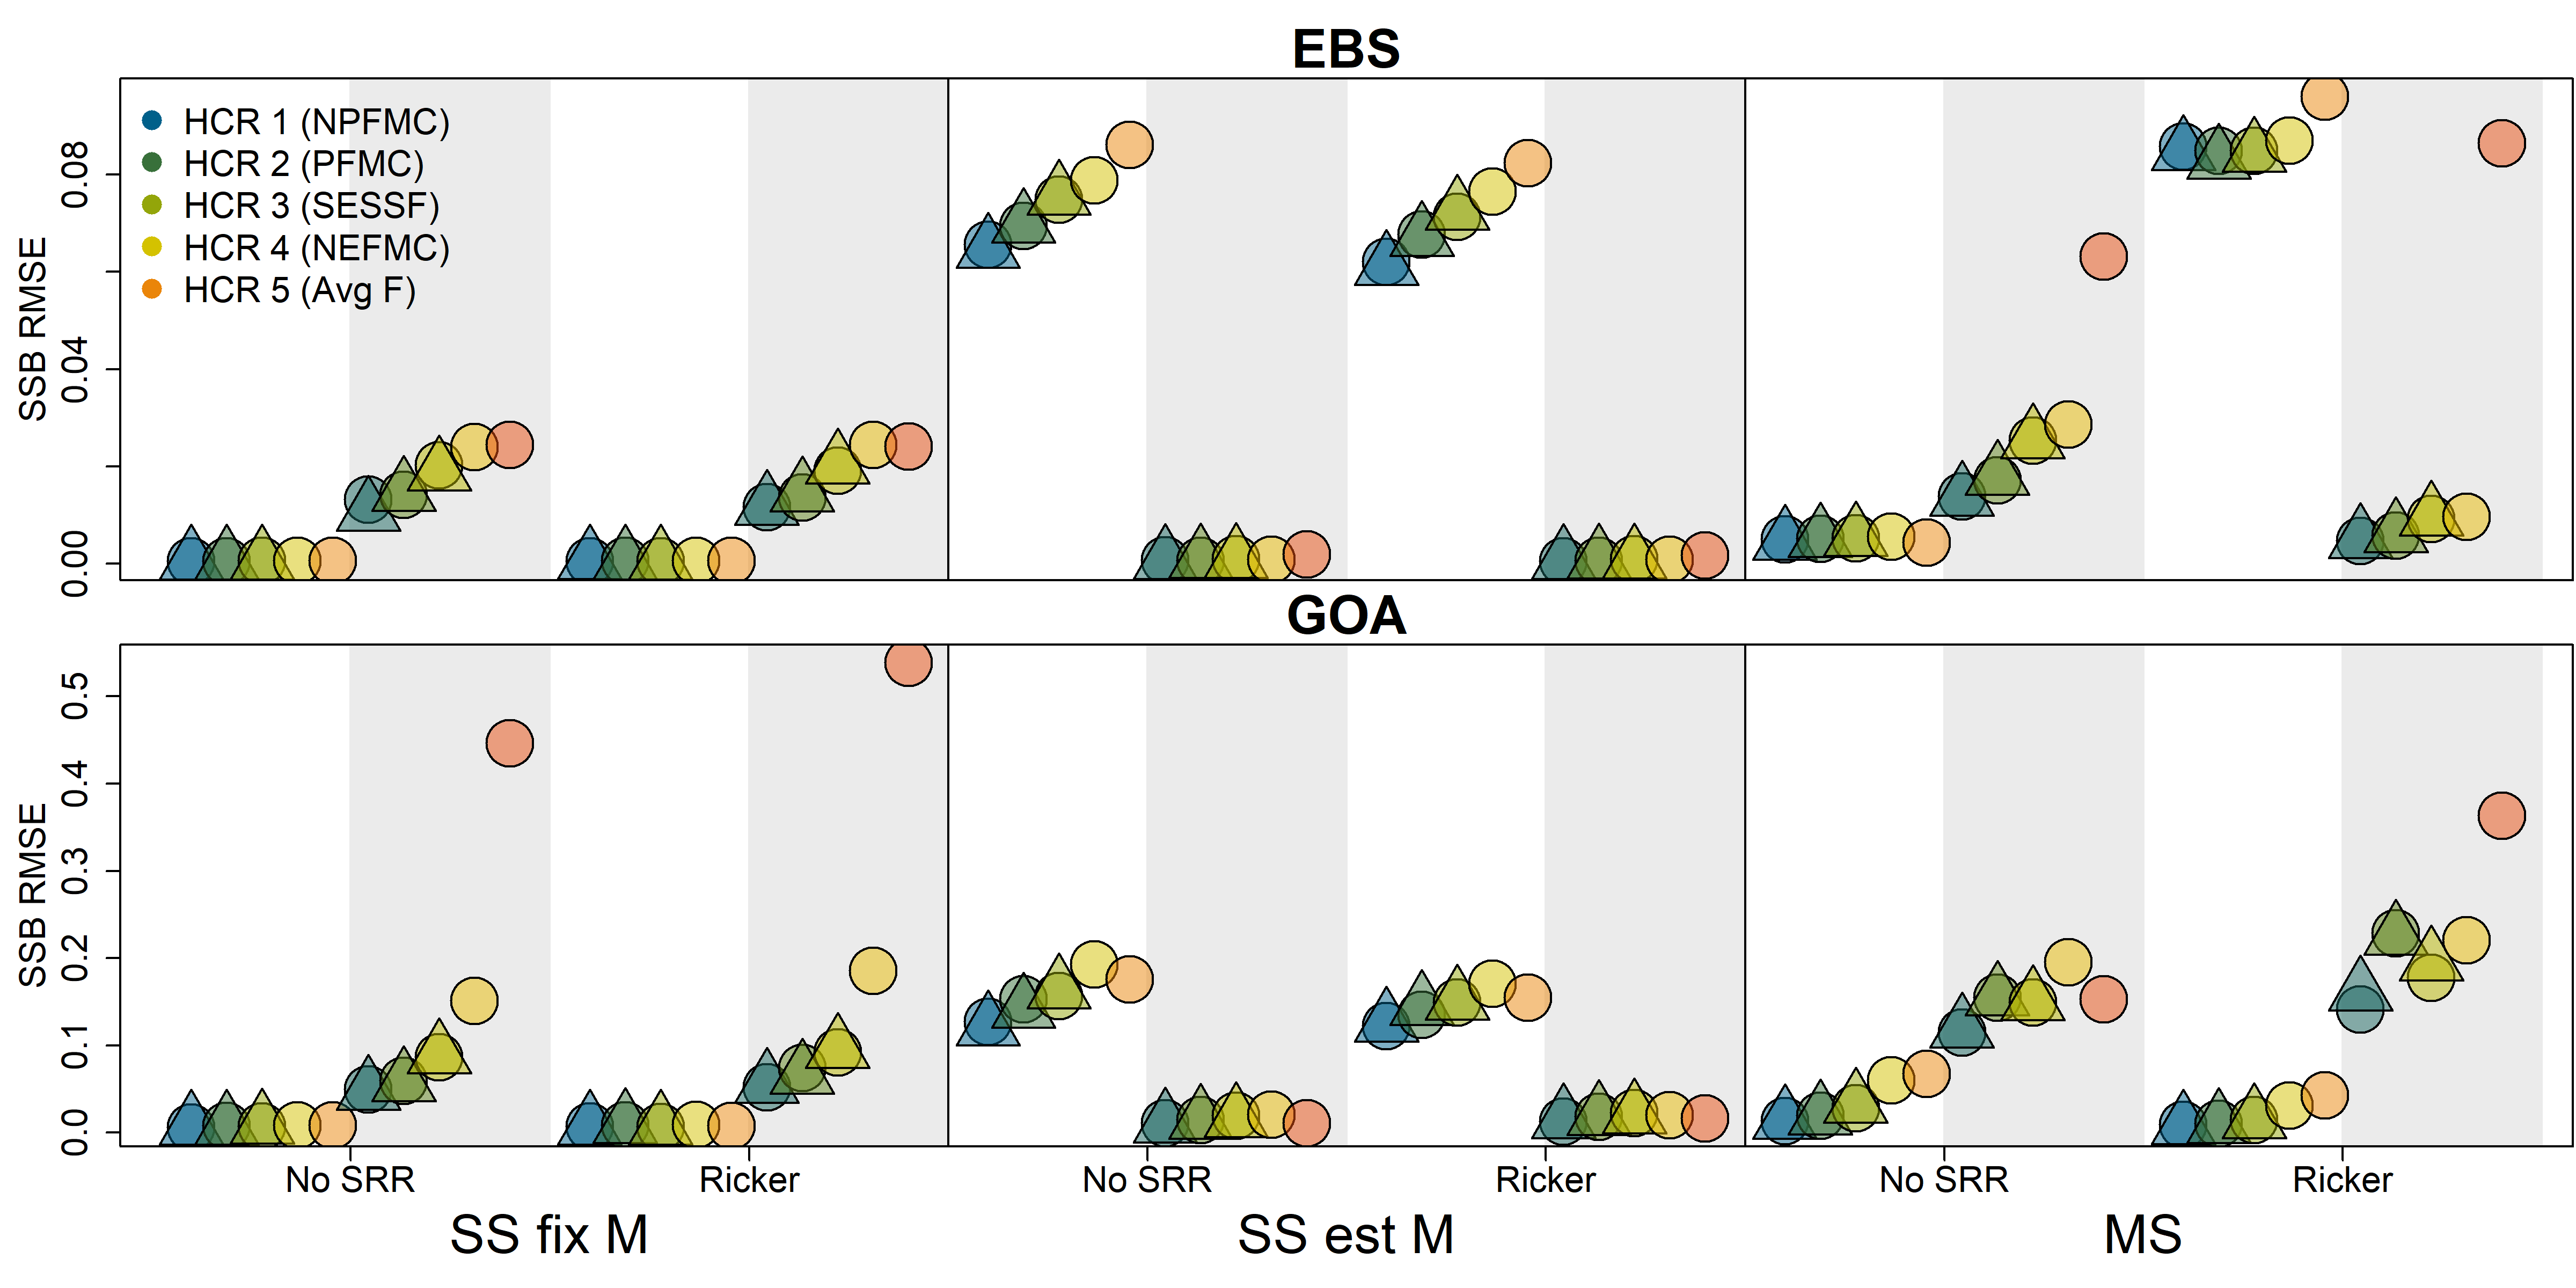 EBS
HCR 1 (NPFMC)
HCR 2 (PFMC)
HCR 3 (SESSF)
HCR 4 (NEFMC)
HCR 5 (Avg F)
SSB RMSE
0.08
0.04
0.00
GOA
SSB RMSE
0.5
0.4
0.3
0.2
0.1
0.0
No SRR Ricker No SRR Ricker No SRR Ricker
SS fix M SS est M MS